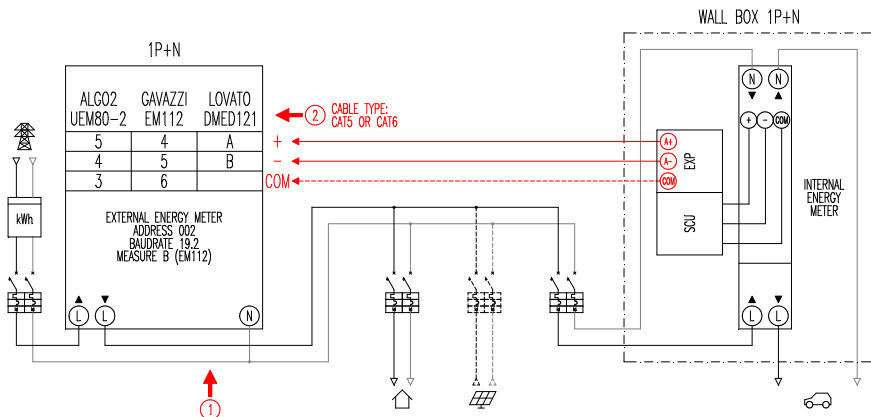 WALL BOX 1P+N
1P+N
ALGO2 GAVAZZI LOVATO
UEM80-2 EM112 DMED121
5 4 A +
4 5 B -
3 6 COM
2 CABLE TYPE:
CAT5 OR CAT6
EXTERNAL ENERGY METER
ADDRESS 002
BAUDRATE 19.2
MEASURE B (EM112)
kWh
L L N
1
A+
A-
COM
EXP
SCU
N N
+ - COM
INTERNAL
ENERGY
METER
L L